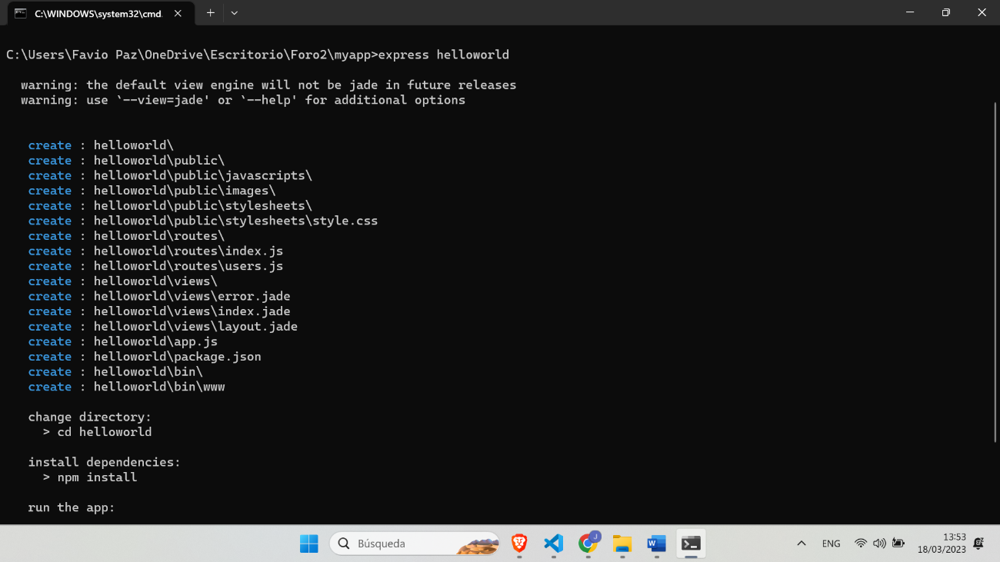 C:\WINDOWS\system32\cmd.
C:\Users\Favio Paz\OneDrive\Escritorio\Foro2\myapp>express helloworld
warning: the default view engine will not be jade in future releases
warning: use `--view=jade' or `--help' for additional options
create : helloworld\
create : helloworld\public\
create : helloworld\public\javascripts\
create : helloworld\public\images\
create : helloworld\public\stylesheets\
create : helloworld\public\stylesheets\style.css
create : helloworld\routes\
create : helloworld\routes\index.js
create : helloworld\routes\users.js
create : helloworld\views\
create : helloworld\views\error.jade
create : helloworld\views\index.jade
create : helloworld\views\layout.jade
create : helloworld\app.js
create : helloworld\package.json
create : helloworld\bin\
create : helloworld\bin\www
change directory:
> cd helloworld
install dependencies:
> npm install
run the app:
Búsqueda
J
W
ENG
13:53
18/03/2023